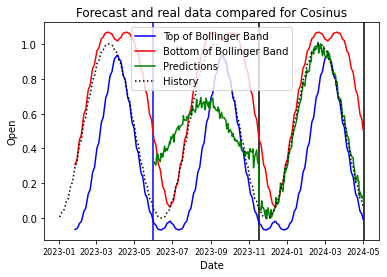 Forecast and real data compared for Cosinus
Top of Bollinger Band
Bottom of Bollinger Band
Predictions
History
Open
1.0
0.8
0.6
0.4
0.2
0.0
2023-01 2023-03 2023-05 2023-07 2023-09 2023-11 2024-01 2024-03 2024-05
Date